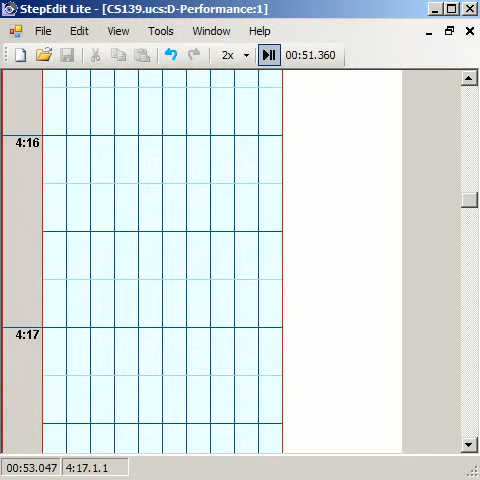 StepEdit Lite - [CS139.ucs:D-Performance:1]
File Edit View Tools Window Help
2x 00:51.360
4:16
4:17
00:53.047 4:17.1.1